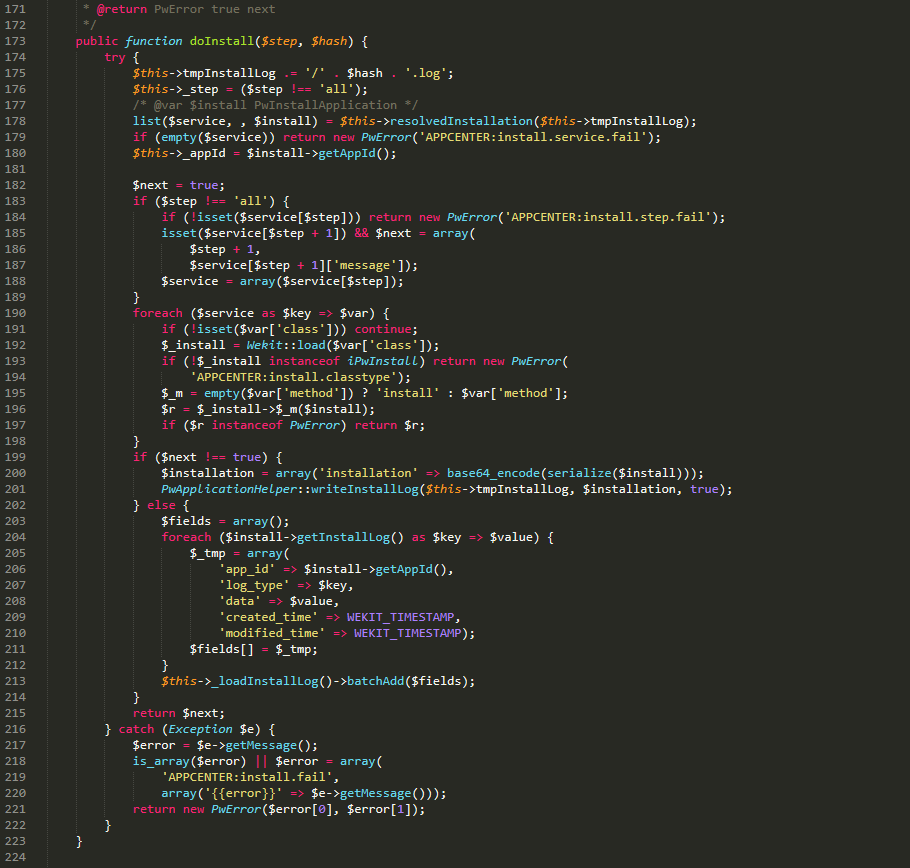 171 * @return PwError true next
172 */
173 public function doInstall($step, $hash) {
174 try {
175 $this->tmpInstallLog .= '/' . $hash . '.log';
176 $this->_step = ($step !== 'all');
177 /* @var $install PwInstallApplication */
178 list($service, , $install) = $this->resolvedInstallation($this->tmpInstallLog);
179 if (empty($service)) return new PwError('APPCENTER:install.service.fail');
180 $this->_appId = $install->getAppId();
181
182 $next = true;
183 if ($step !== 'all') {
184 if (!isset($service[$step])) return new PwError('APPCENTER:install.step.fail');
185 isset($service[$step + 1]) && $next = array(
186 $step + 1,
187 $service[$step + 1]['message']);
188 $service = array($service[$step]);
189 }
190 foreach ($service as $key => $var) {
191 if (!isset($var['class'])) continue;
192 $_install = Wekit::load($var['class']);
193 if (!$_install instanceof iPwInstall) return new PwError(
194 'APPCENTER:install.classtype');
195 $_m = empty($var['method']) ? 'install' : $var['method'];
196 $r = $_install->$_m($install);
197 if ($r instanceof PwError) return $r;
198 }
199 if ($next !== true) {
200 $installation = array('installation' => base64_encode(serialize($install)));
201 PwApplicationHelper::writeInstallLog($this->tmpInstallLog, $installation, true);
202 } else {
203 $fields = array();
204 foreach ($install->getInstallLog() as $key => $value) {
205 $_tmp = array(
206 'app_id' => $install->getAppId(),
207 'log_type' => $key,
208 'data' => $value,
209 'created_time' => WEKIT_TIMESTAMP,
210 'modified_time' => WEKIT_TIMESTAMP);
211 $fields[] = $_tmp;
212 }
213 $this->_loadInstallLog()->batchAdd($fields);
214 }
215 return $next;
216 } catch (Exception $e) {
217 $error = $e->getMessage();
218 is_array($error) || $error = array(
219 'APPCENTER:install.fail',
220 array('{{error}}' => $e->getMessage()));
221 return new PwError($error[0], $error[1]);
222 }
223 }
224